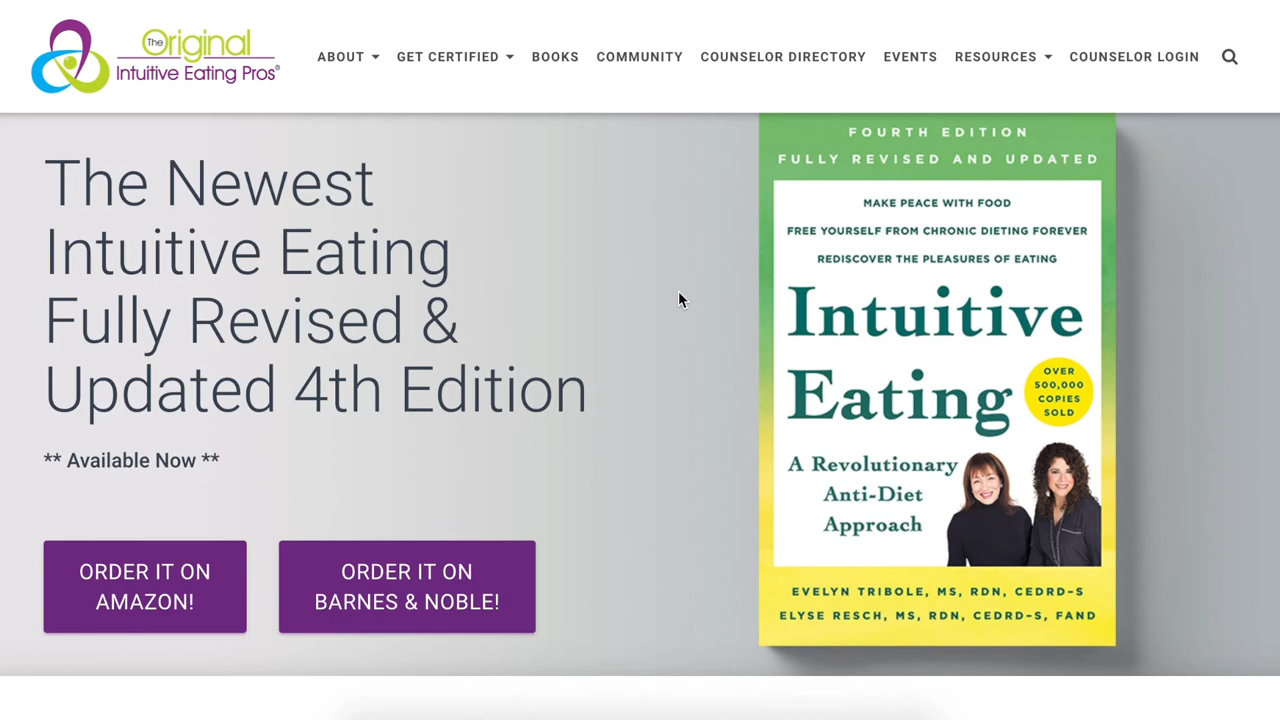 The Original
Intuitive Eating Pros®
ABOUT
GET CERTIFIED
BOOKS
COMMUNITY
COUNSELOR DIRECTORY
EVENTS
RESOURCES
COUNSELOR LOGIN
The Newest
Intuitive Eating
Fully Revised &
Updated 4th Edition
** Available Now **
ORDER IT ON
AMAZON!
ORDER IT ON
BARNES & NOBLE!
FOURTH EDITION
FULLY REVISED AND UPDATED
MAKE PEACE WITH FOOD
FREE YOURSELF FROM CHRONIC DIETING FOREVER
REDISCOVER THE PLEASURES OF EATING
Intuitive
Eating
OVER
500,000
COPIES
SOLD
A Revolutionary
Anti-Diet
Approach
EVELYN TRIBOLE, MS, RDN, CEDRD-S
ELYSE RESCH, MS, RDN, CEDRD-S, FAND